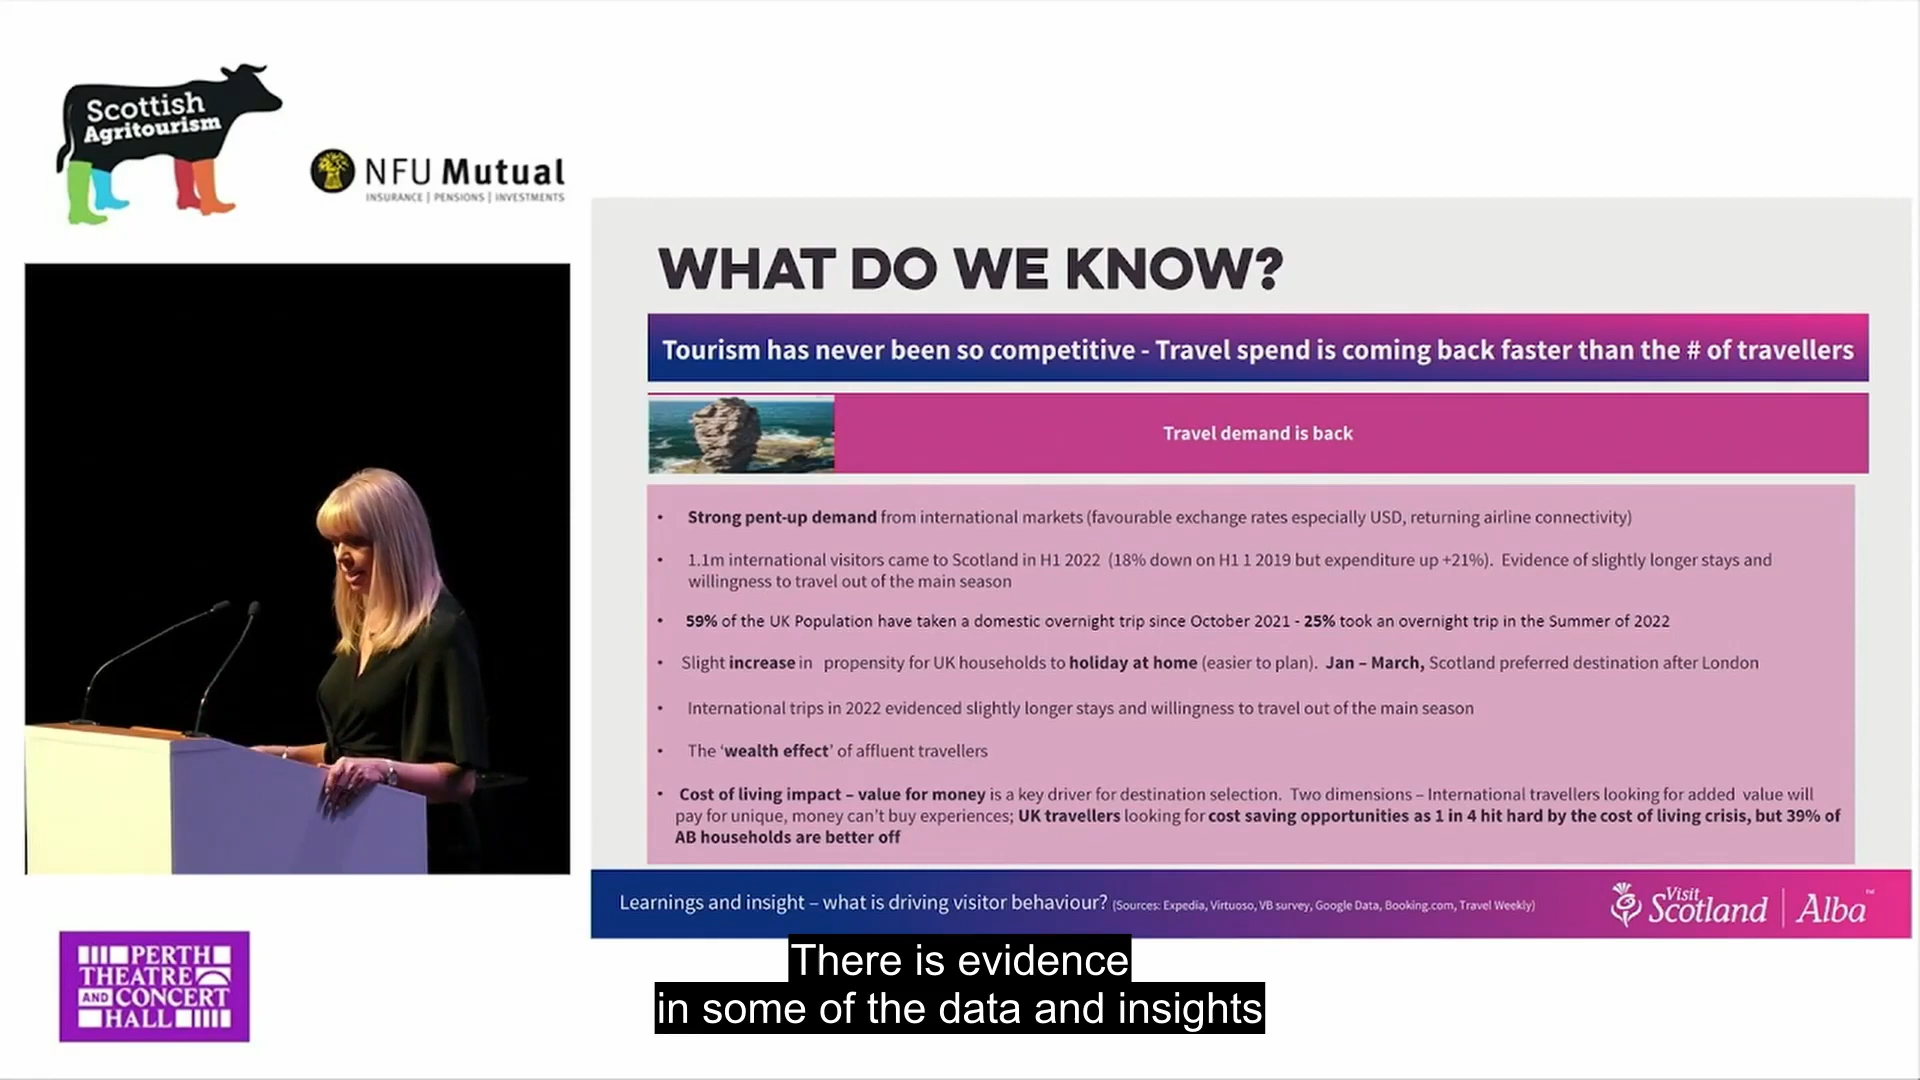 Scottish
Agritourism
NFU Mutual
INSURANCE | PENSIONS | INVESTMENTS
WHAT DO WE KNOW?
Tourism has never been so competitive - Travel spend is coming back faster than the # of travellers
Travel demand is back
• Strong pent-up demand from international markets (favourable exchange rates especially USD, returning airline connectivity)
• 1.1m international visitors came to Scotland in H1 2022 (18% down on H1 1 2019 but expenditure up +21%). Evidence of slightly longer stays and
willingness to travel out of the main season
• 59% of the UK Population have taken a domestic overnight trip since October 2021 - 25% took an overnight trip in the Summer of 2022
• Slight increase in propensity for UK households to holiday at home (easier to plan). Jan – March, Scotland preferred destination after London
• International trips in 2022 evidenced slightly longer stays and willingness to travel out of the main season
• The ‘wealth effect’ of affluent travellers
• Cost of living impact – value for money is a key driver for destination selection. Two dimensions – International travellers looking for added value will
pay for unique, money can’t buy experiences; UK travellers looking for cost saving opportunities as 1 in 4 hit hard by the cost of living crisis, but 39% of
AB households are better off
Learnings and insight – what is driving visitor behaviour? (Sources: Expedia, Virtuoso, VB survey, Google Data, Booking.com, Travel Weekly)
Visit
Scotland | Alba™
PERTH
THEATRE
AND CONCERT
HALL
There is evidence
in some of the data and insights